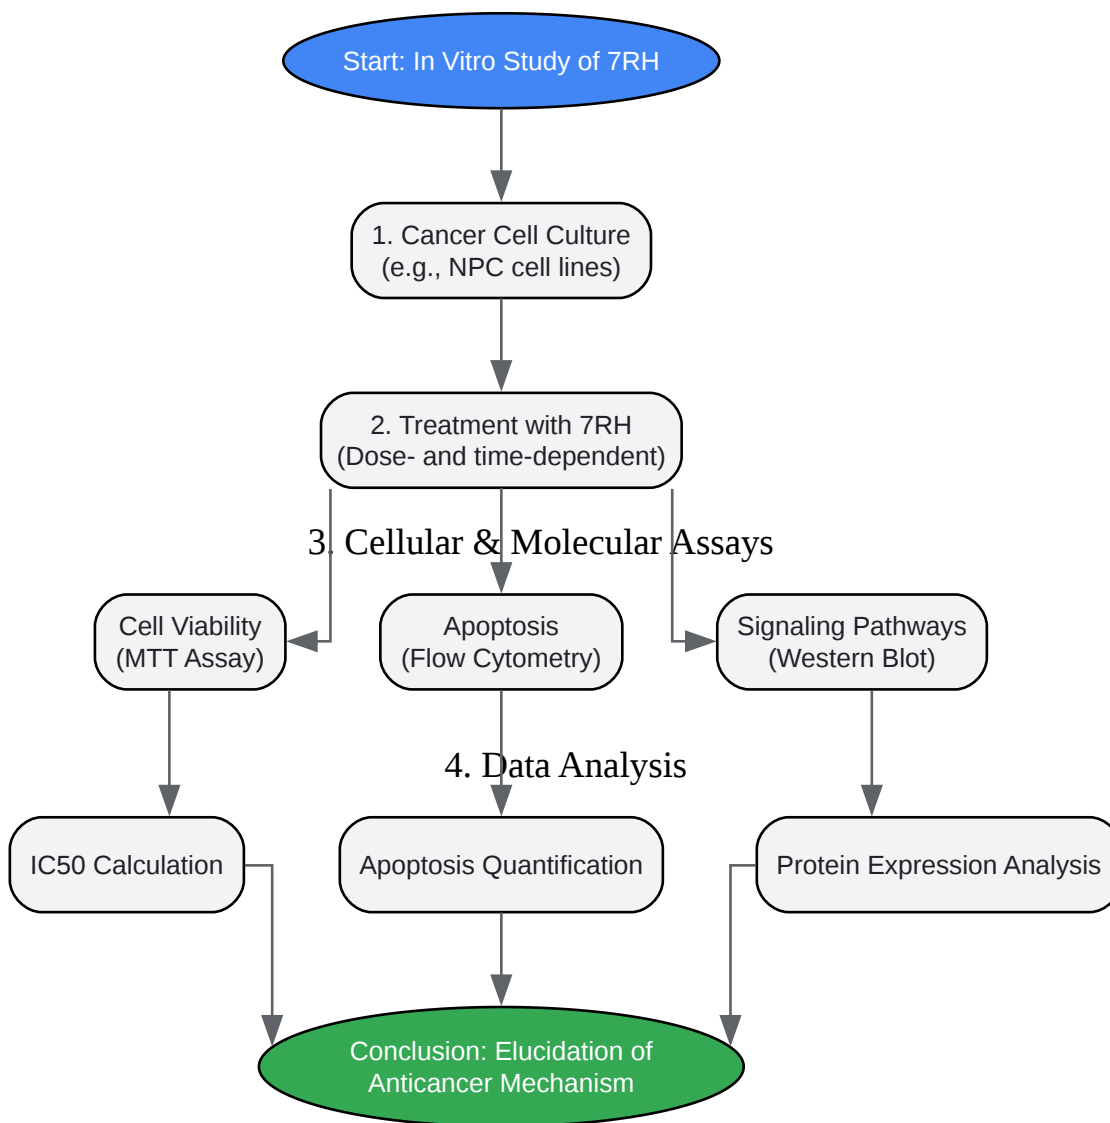 Start: In Vitro Study of 7RH
1. Cancer Cell Culture
(e.g., NPC cell lines)
2. Treatment with 7RH
(Dose- and time-dependent)
3. Cellular & Molecular Assays
Cell Viability
(MTT Assay)
Apoptosis
(Flow Cytometry)
Signaling Pathways
(Western Blot)
4. Data Analysis
IC50 Calculation
Apoptosis Quantification
Protein Expression Analysis
Conclusion: Elucidation of
Anticancer Mechanism